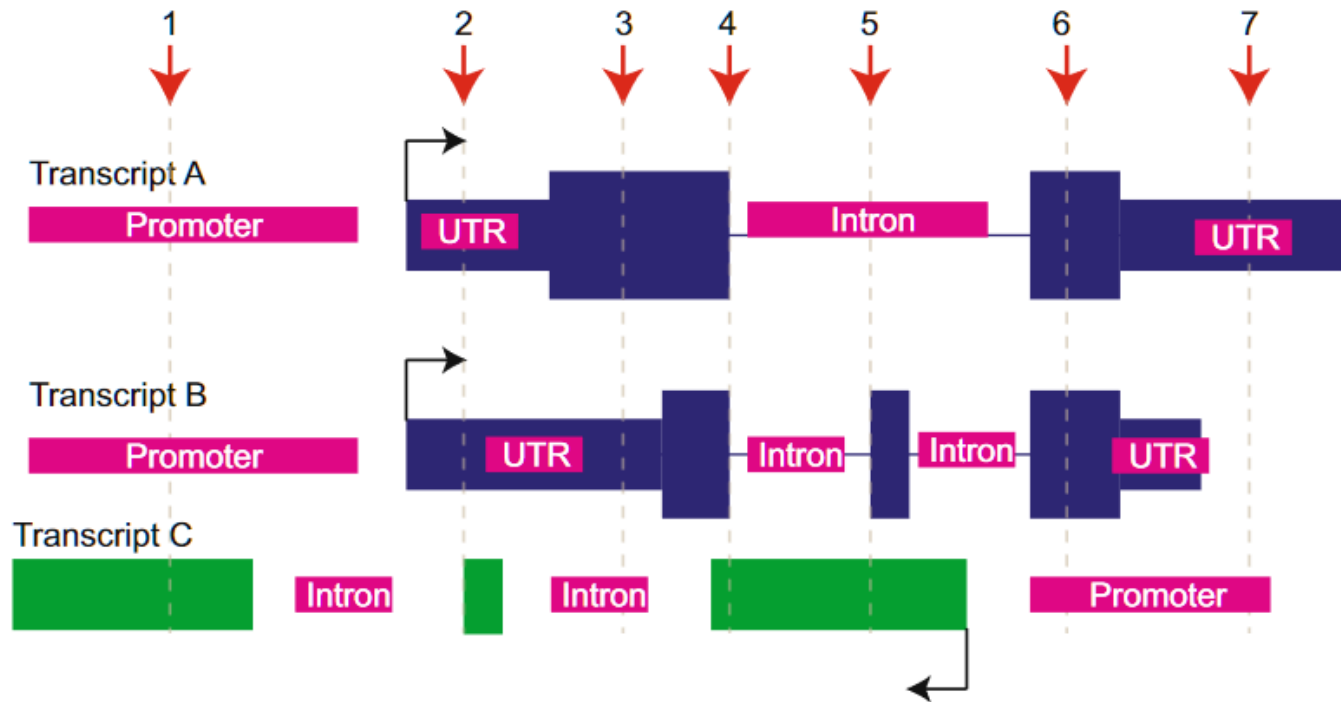 1 2 3 4 5 6 7
Transcript A
Promoter UTR Intron UTR
Transcript B
Promoter UTR Intron Intron UTR
Transcript C
Intron Intron Promoter